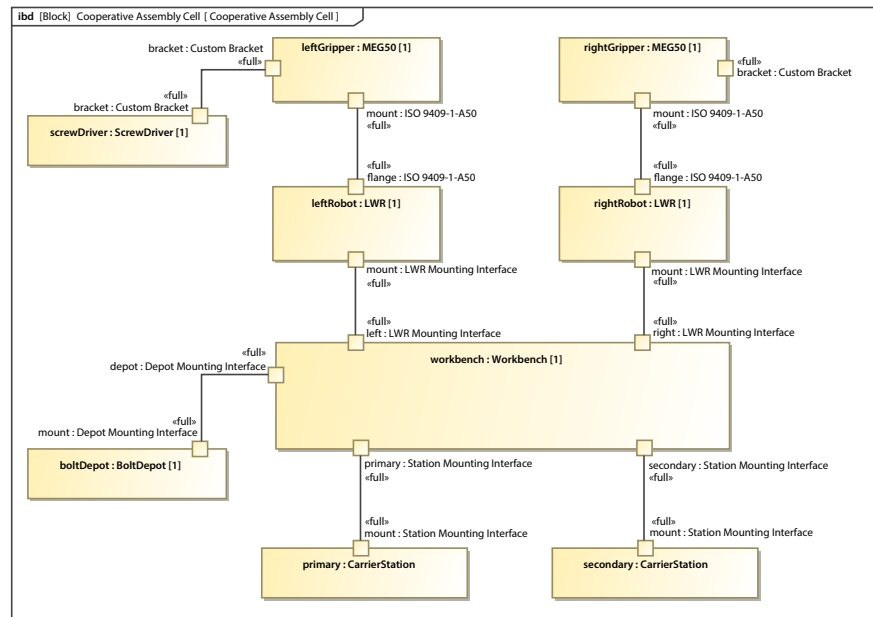 ibd [Block] Cooperative Assembly Cell [ Cooperative Assembly Cell ]
bracket : Custom Bracket
«full»
leftGripper : MEG50 [1]
rightGripper : MEG50 [1]
«full»
bracket : Custom Bracket
«full»
bracket : Custom Bracket
mount : ISO 9409-1-A50
«full»
mount : ISO 9409-1-A50
«full»
screwDriver : ScrewDriver [1]
«full»
flange : ISO 9409-1-A50
«full»
flange : ISO 9409-1-A50
leftRobot : LWR [1]
rightRobot : LWR [1]
mount : LWR Mounting Interface
«full»
mount : LWR Mounting Interface
«full»
«full»
left : LWR Mounting Interface
«full»
right : LWR Mounting Interface
«full»
depot : Depot Mounting Interface
workbench : Workbench [1]
«full»
mount : Depot Mounting Interface
boltDepot : BoltDepot [1]
primary : Station Mounting Interface
«full»
secondary : Station Mounting Interface
«full»
«full»
mount : Station Mounting Interface
«full»
mount : Station Mounting Interface
primary : CarrierStation
secondary : CarrierStation